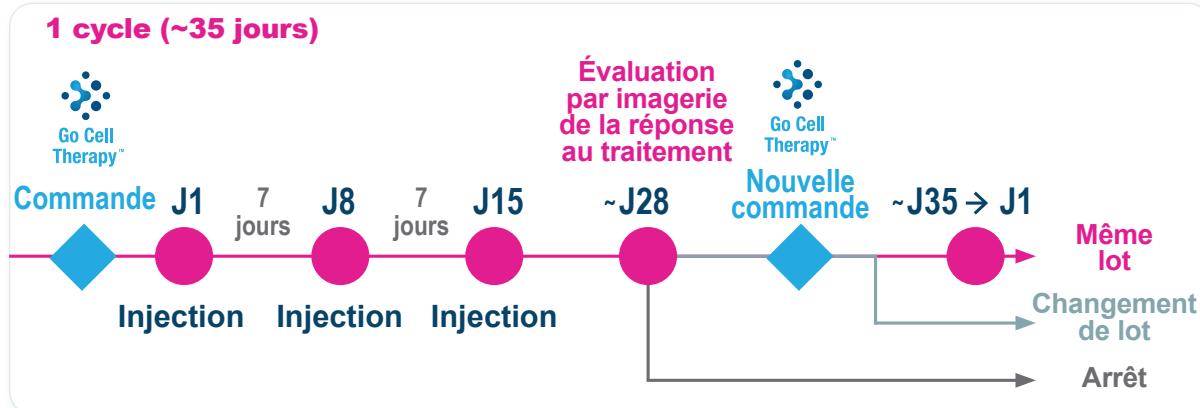 1 cycle (~35 jours)
Go Cell
Therapy™
Commande
J1
Injection
7
jours
J8
Injection
7
jours
J15
Injection
Évaluation
par imagerie
de la réponse
au traitement
~J28
Go Cell
Therapy™
Nouvelle
commande
~J35 → J1
Même
lot
Changement
de lot
Arrêt